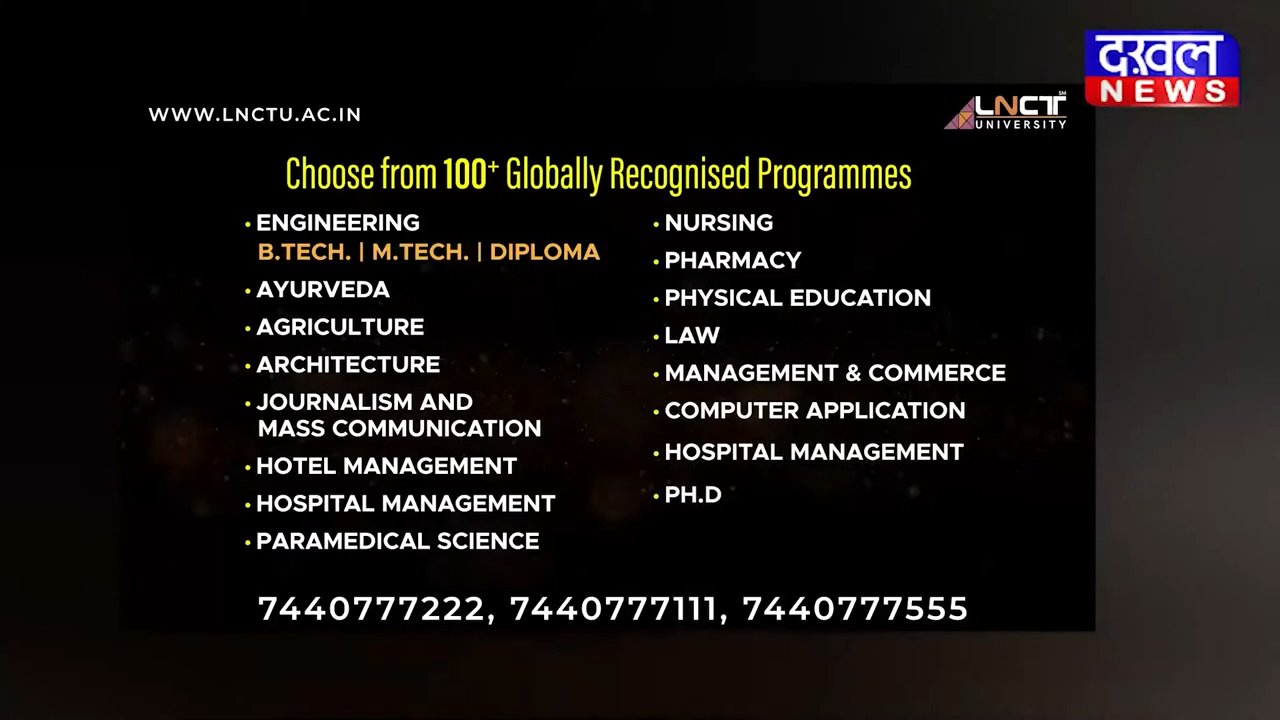 दख़ल
NEWS
WWW.LNCTU.AC.IN
LNCT SM
UNIVERSITY
Choose from 100+ Globally Recognised Programmes
• ENGINEERING
B.TECH. | M.TECH. | DIPLOMA
• AYURVEDA
• AGRICULTURE
• ARCHITECTURE
• JOURNALISM AND
MASS COMMUNICATION
• HOTEL MANAGEMENT
• HOSPITAL MANAGEMENT
• PARAMEDICAL SCIENCE
• NURSING
• PHARMACY
• PHYSICAL EDUCATION
• LAW
• MANAGEMENT & COMMERCE
• COMPUTER APPLICATION
• HOSPITAL MANAGEMENT
• PH.D
7440777222, 7440777111, 7440777555